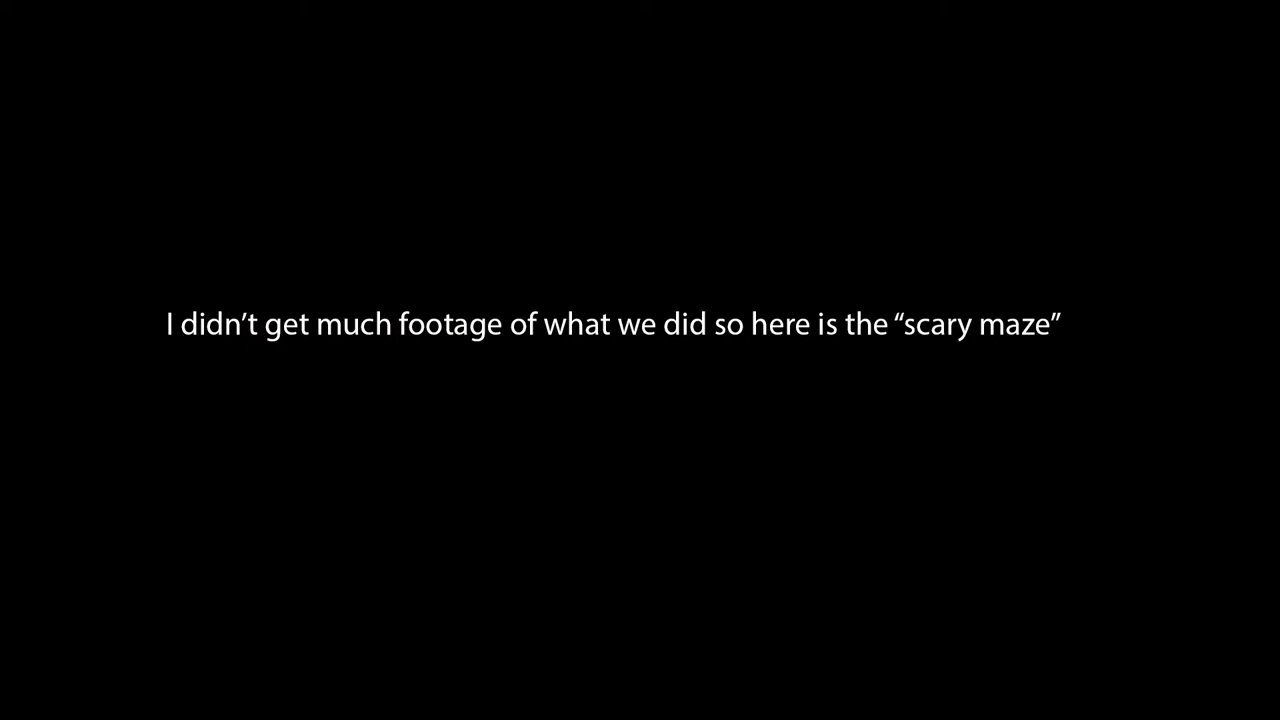 I didn’t get much footage of what we did so here is the “scary maze”